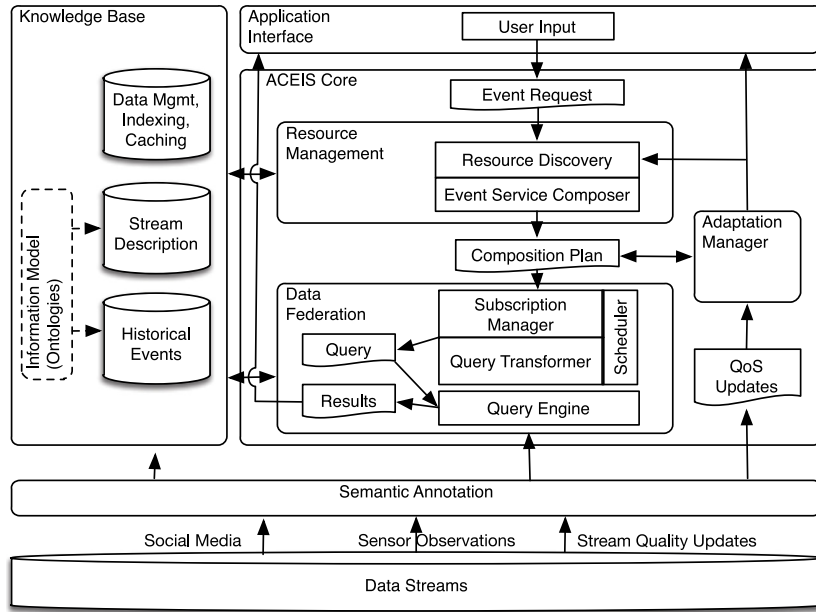 Knowledge Base
Data Mgmt,
Indexing,
Caching
Stream
Description
Historical
Events
Information Model
(Ontologies)
Application
Interface
User Input
ACEIS Core
Event Request
Resource
Management
Resource Discovery
Event Service Composer
Composition Plan
Adaptation
Manager
Data
Federation
Subscription
Manager
Scheduler
Query
Query Transformer
Results
Query Engine
QoS
Updates
Semantic Annotation
Social Media
Sensor Observations
Stream Quality Updates
Data Streams